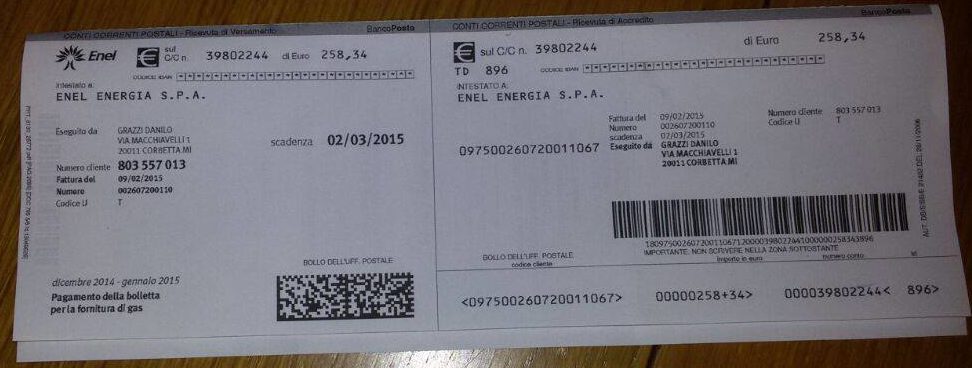 CONTI CORRENTI POSTALI - Ricevuta di Versamento BancoPosta
Enel
€ sul C/C n. 39802244 di Euro 258,34
CODICE IBAN
Intestato a:
ENEL ENERGIA S.P.A.
Eseguito da GRAZZI DANILO
VIA MACCHIAVELLI 1
20011 CORBETTA MI
scadenza 02/03/2015
Numero cliente 803 557 013
Fattura del 09/02/2015
Numero 002607200110
Codice U T
dicembre 2014 - gennaio 2015
Pagamento della bolletta
per la fornitura di gas
BOLLO DELL'UFF. POSTALE
CONTI CORRENTI POSTALI - Ricevuta di Accredito BancoPosta
€ sul C/C n. 39802244 di Euro 258,34
TD 896 CODICE IBAN
INTESTATO A:
ENEL ENERGIA S.P.A.
097500260720011067
Fattura del 09/02/2015
Numero 002607200110
scadenza 02/03/2015
Eseguito da GRAZZI DANILO
VIA MACCHIAVELLI 1
20011 CORBETTA MI
Numero cliente 803 557 013
Codice U T
IMPORTANTE: NON SCRIVERE NELLA ZONA SOTTOSTANTE
BOLLO DELL'UFF. POSTALE
codice cliente importo in euro numero conto td
<097500260720011067> 00000258+34> 000039802244< 896>